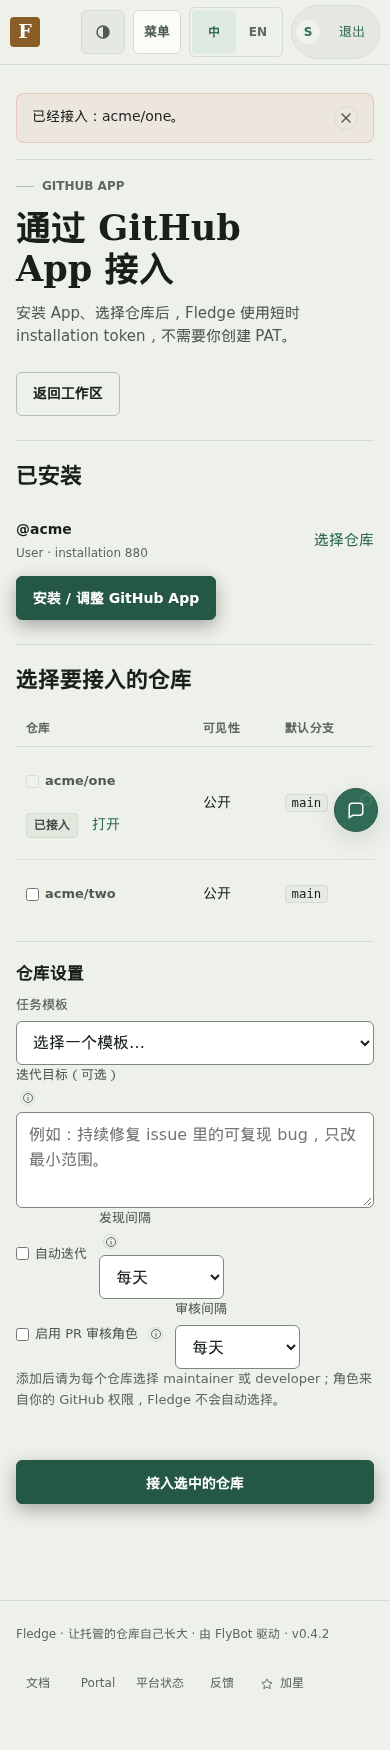 F 菜单 中 EN S 退出
已经接入：acme/one。
GITHUB APP
通过 GitHub
App 接入
安装 App、选择仓库后，Fledge 使用短时
installation token，不需要你创建 PAT。
返回工作区
已安装
@acme
User · installation 880
选择仓库
安装 / 调整 GitHub App
选择要接入的仓库
仓库 可见性 默认分支
acme/one
已接入 打开
公开 main
acme/two 公开 main
仓库设置
任务模板
选择一个模板...
迭代目标（可选）
例如：持续修复 issue 里的可复现 bug，只改
最小范围。
自动迭代
发现间隔
每天
启用 PR 审核角色
审核间隔
每天
添加后请为每个仓库选择 maintainer 或 developer；角色来
自你的 GitHub 权限，Fledge 不会自动选择。
接入选中的仓库
Fledge · 让托管的仓库自己长大 · 由 FlyBot 驱动 · v0.4.2
文档 Portal 平台状态 反馈 加星